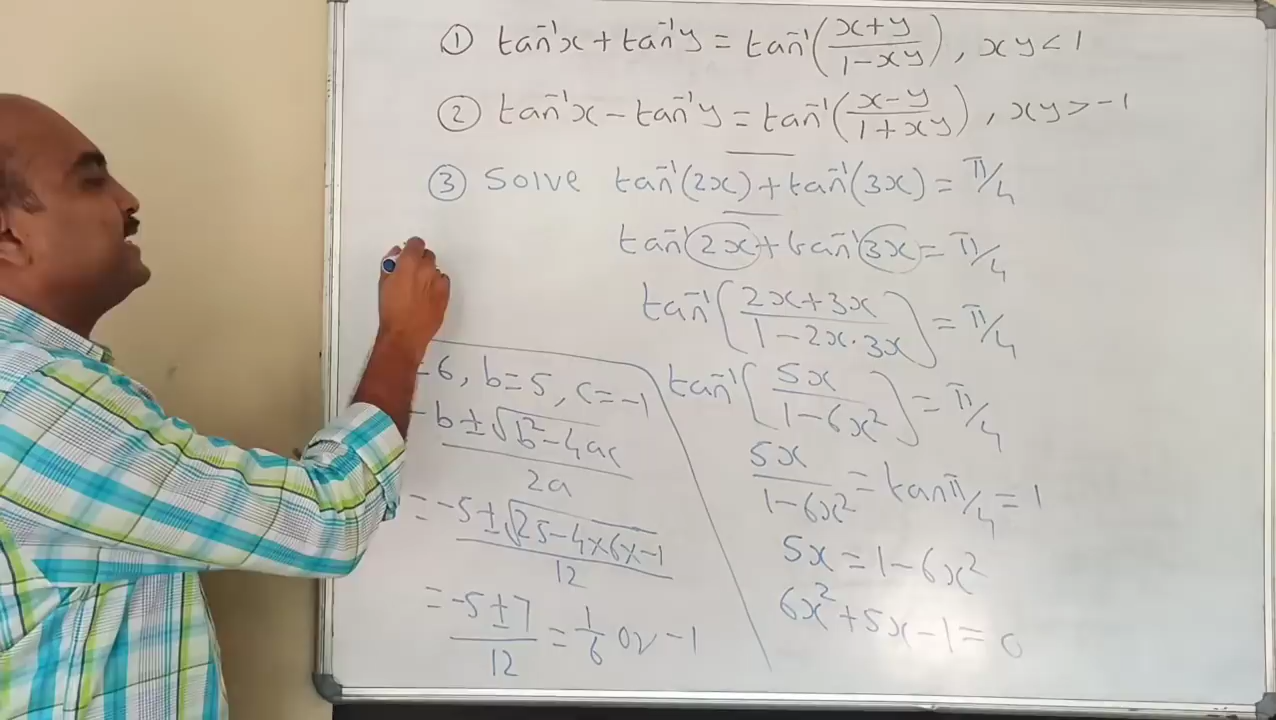 ① tan⁻¹x + tan⁻¹y = tan⁻¹((x+y)/(1-xy)), xy < 1
② tan⁻¹x - tan⁻¹y = tan⁻¹((x-y)/(1+xy)), xy > -1
③ Solve tan⁻¹(2x) + tan⁻¹(3x) = π/4
tan⁻¹2x + tan⁻¹3x = π/4
tan⁻¹((2x+3x)/(1-2x·3x)) = π/4
tan⁻¹(5x/(1-6x²)) = π/4
5x/(1-6x²) = tan π/4 = 1
5x = 1-6x²
6x²+5x-1 = 0
=6, b=5, c=-1
-b±√(b²-4ac)/2a
= -5±√(25-4×6×-1)/12
= (-5±7)/12 = 1/6 or -1